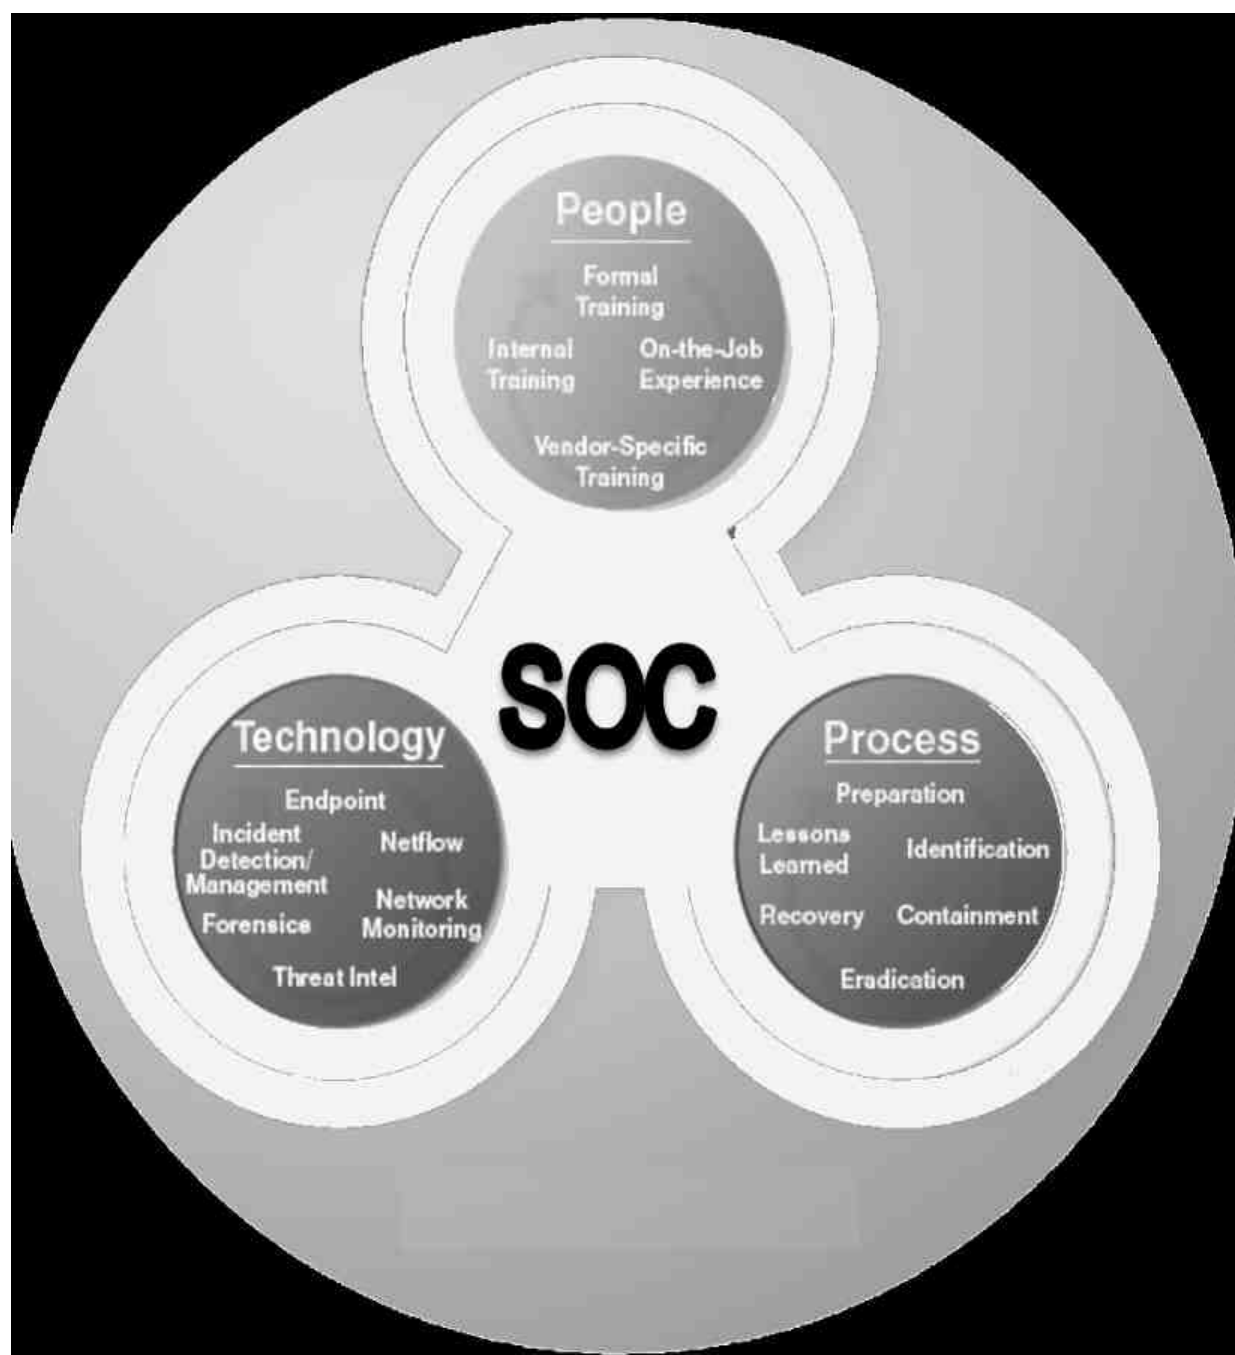 People
Formal
Training
Internal
Training
On-the-Job
Experience
Vendor-Specific
Training
SOC
Technology
Endpoint
Incident
Detection/
Management
Netflow
Forensics
Network
Monitoring
Threat Intel
Process
Preparation
Lessons
Learned
Identification
Recovery
Containment
Eradication